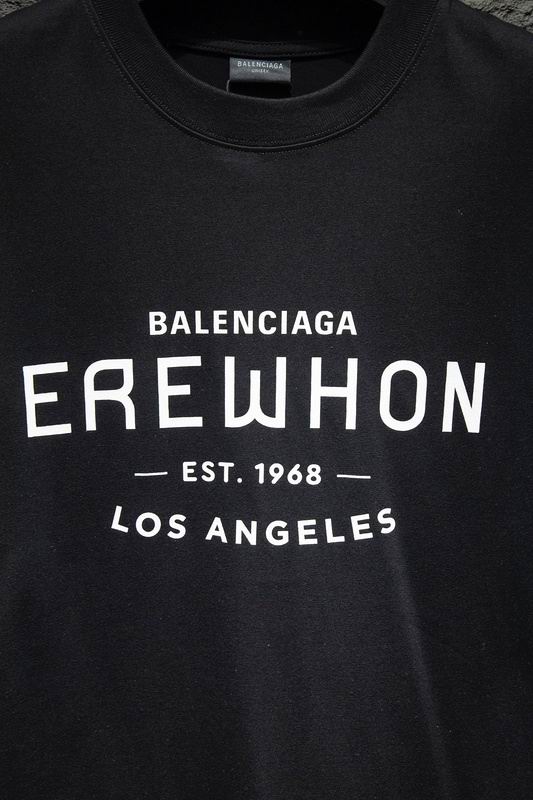 BALENCIAGA
BALENCIAGA
EREWHON
EST. 1968
LOS ANGELES